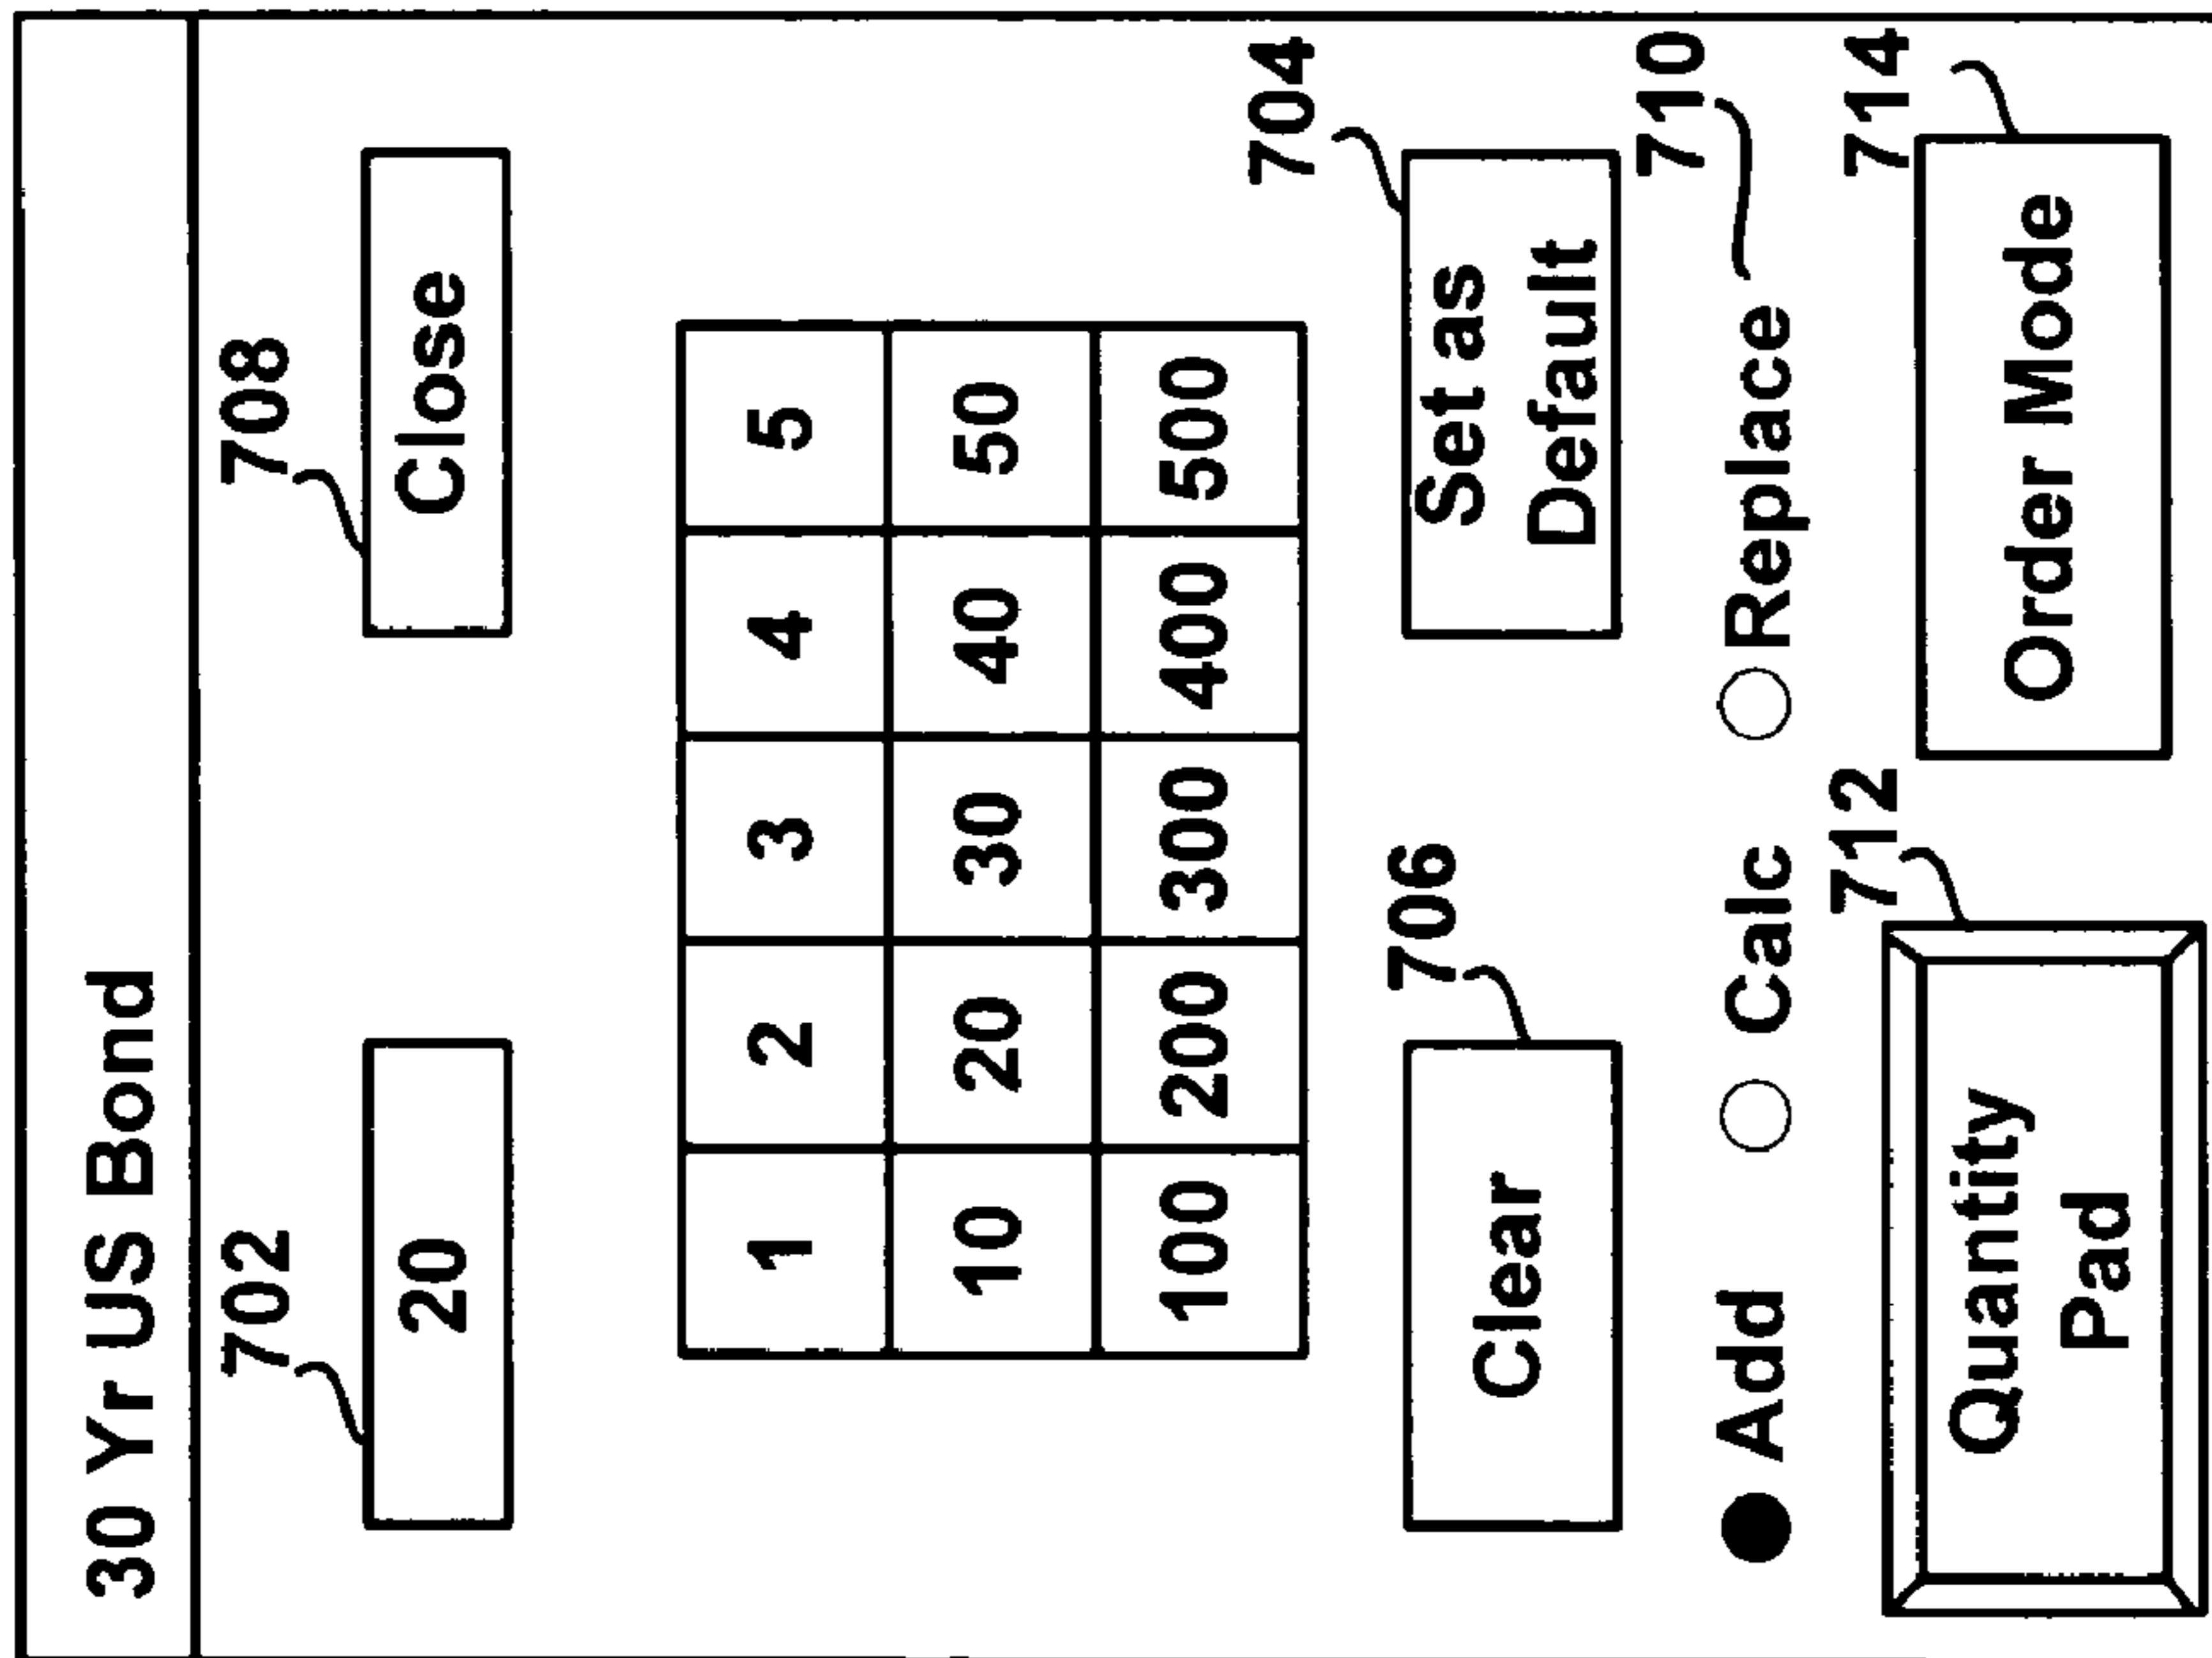 30 Yr US Bond
702
708
20
Close
1 2 3 4 5
10 20 30 40 50
100 200 300 400 500
706
704
Clear
Set as
Default
710
Add Calc Replace
712
714
Quantity
Pad
Order Mode